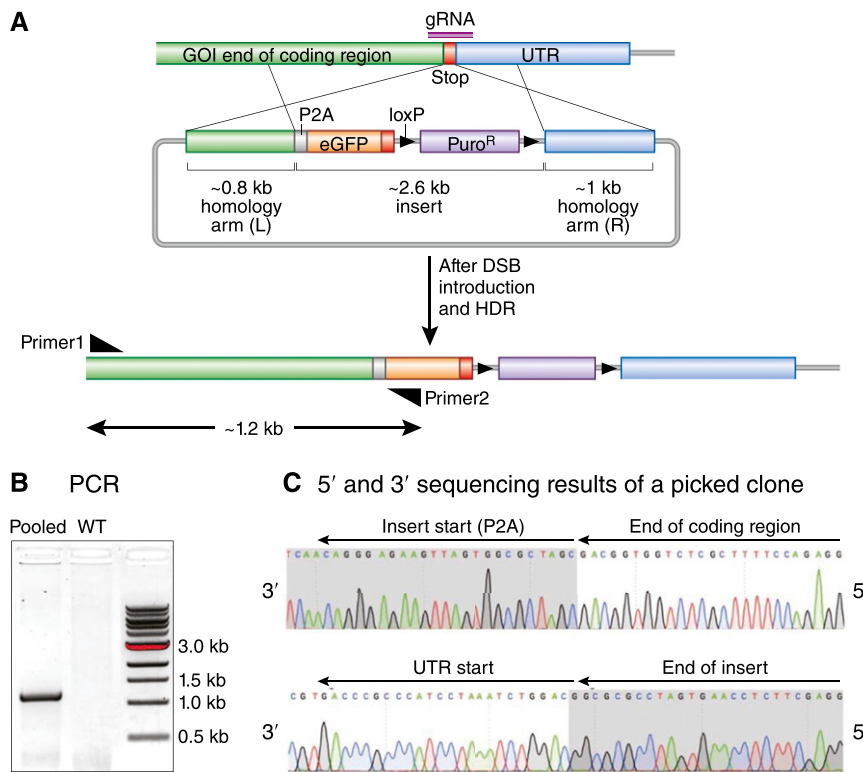 A
gRNA
GOI end of coding region
UTR
Stop
P2A
loxP
eGFP
PuroR
~0.8 kb
homology
arm (L)
~2.6 kb
insert
~1 kb
homology
arm (R)
After DSB
introduction
and HDR
Primer1
Primer2
~1.2 kb
B
PCR
Pooled WT
3.0 kb
1.5 kb
1.0 kb
0.5 kb
C 5′ and 3′ sequencing results of a picked clone
Insert start (P2A)
End of coding region
TCAACAGGGAGAAGTTAGTGGCGCTAGCGACGGTGGTCTCGCTTTTCCAGAGG
3′
5
UTR start
End of insert
CGTGACCCGCCCATCCTAAATCTGGACGGCGCGCCTAGTGAACCTCTTCGAGG
3′
5